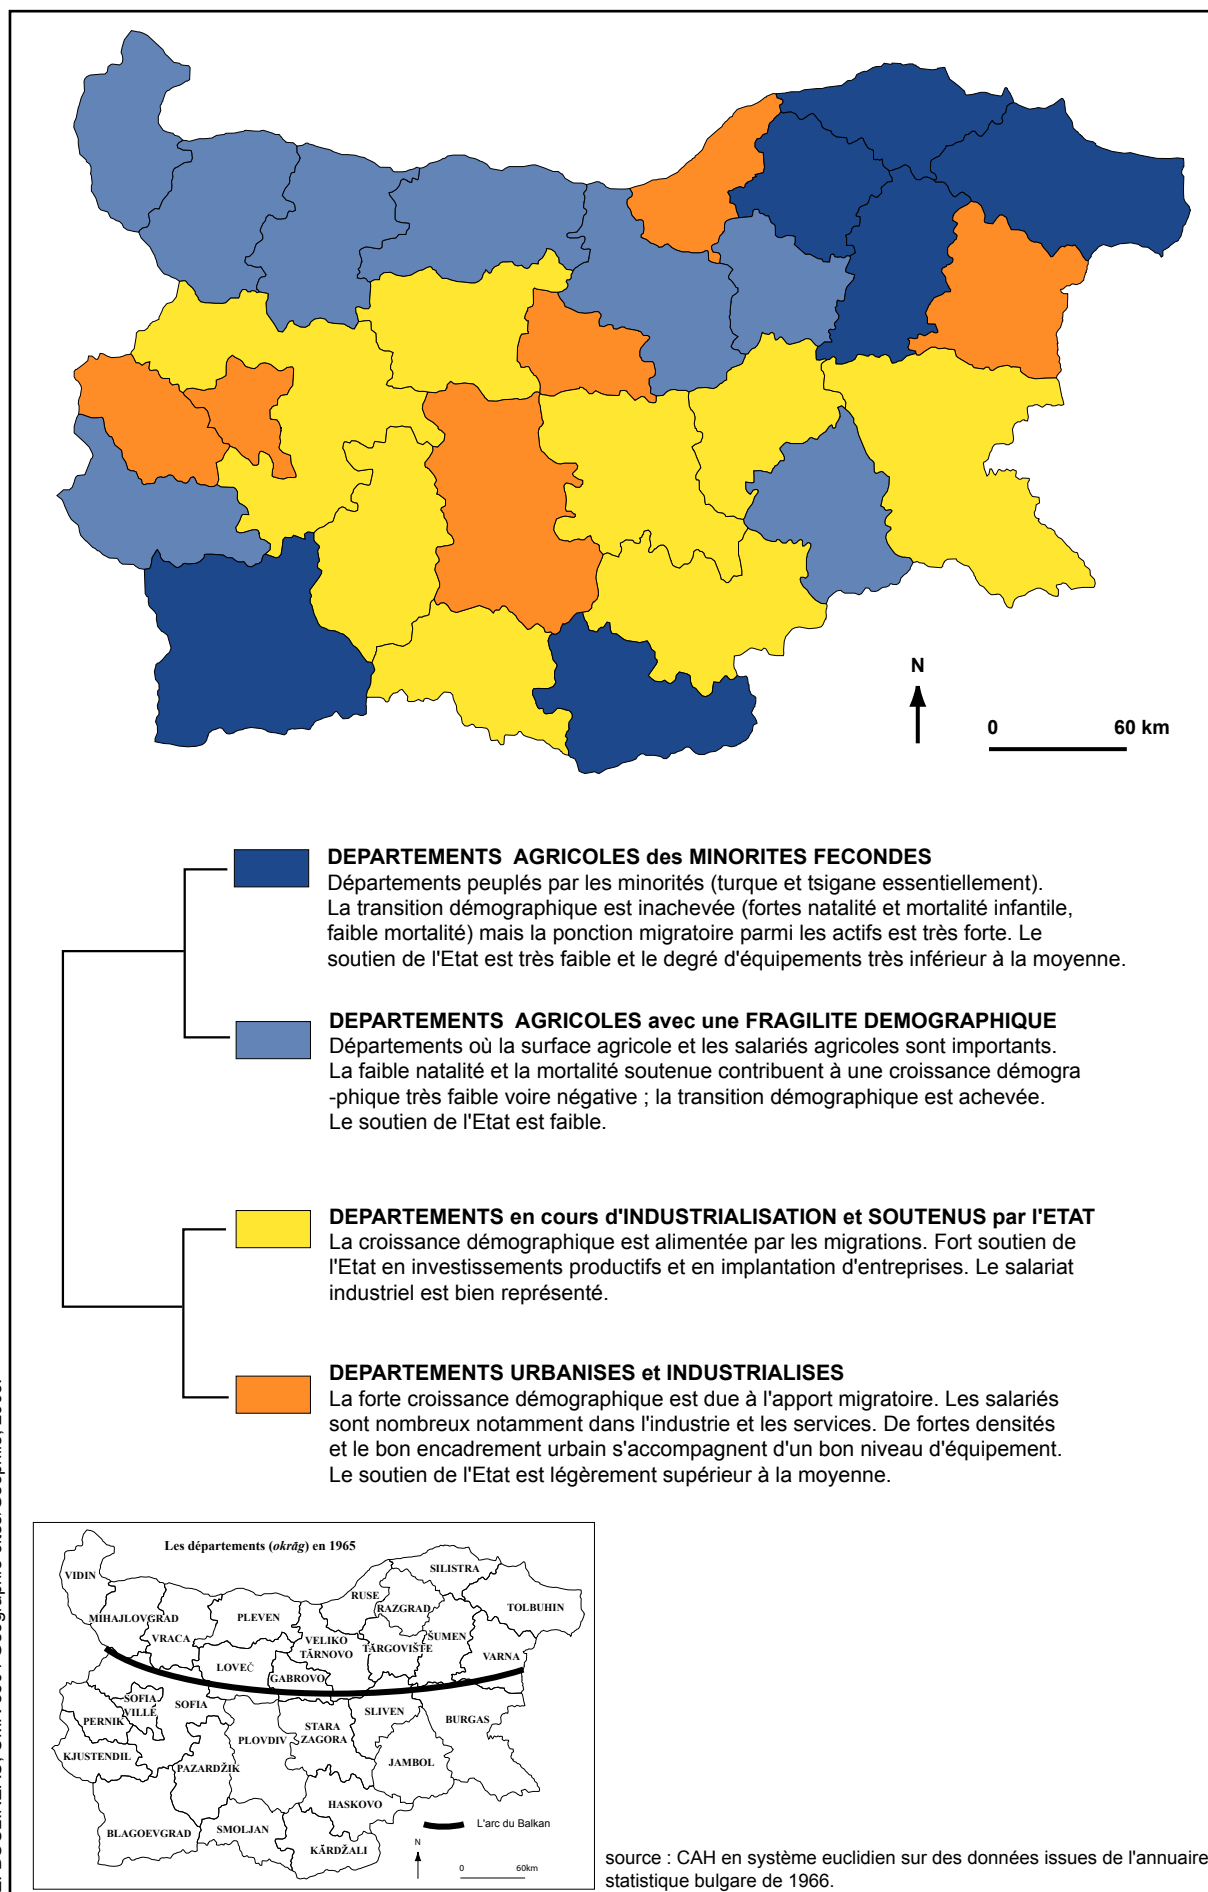 N
0 60 km
DEPARTEMENTS AGRICOLES des MINORITES FECONDES
Départements peuplés par les minorités (turque et tsigane essentiellement).
La transition démographique est inachevée (fortes natalité et mortalité infantile,
faible mortalité) mais la ponction migratoire parmi les actifs est très forte. Le
soutien de l'Etat est très faible et le degré d'équipements très inférieur à la moyenne.
DEPARTEMENTS AGRICOLES avec une FRAGILITE DEMOGRAPHIQUE
Départements où la surface agricole et les salariés agricoles sont importants.
La faible natalité et la mortalité soutenue contribuent à une croissance démogra
-phique très faible voire négative ; la transition démographique est achevée.
Le soutien de l'Etat est faible.
DEPARTEMENTS en cours d'INDUSTRIALISATION et SOUTENUS par l'ETAT
La croissance démographique est alimentée par les migrations. Fort soutien de
l'Etat en investissements productifs et en implantation d'entreprises. Le salariat
industriel est bien représenté.
DEPARTEMENTS URBANISES et INDUSTRIALISES
La forte croissance démographique est due à l'apport migratoire. Les salariés
sont nombreux notamment dans l'industrie et les services. De fortes densités
et le bon encadrement urbain s'accompagnent d'un bon niveau d'équipement.
Le soutien de l'Etat est légèrement supérieur à la moyenne.
Les départements (okrăg) en 1965
VIDIN
SILISTRA
RUSE
RAZGRAD
TOLBUHIN
MIHAJLOVGRAD
PLEVEN
VRACA
VELIKO
TĂRNOVO
TĂRGOVIŠTE
ŠUMEN
VARNA
LOVEČ
GABROVO
SOFIA
VILLE
SOFIA
PERNIK
SLIVEN
BURGAS
STARA
ZAGORA
PLOVDIV
KJUSTENDIL
PAZARDŽIK
JAMBOL
HASKOVO
BLAGOEVGRAD
SMOLJAN
KĂRDŽALI
L'arc du Balkan
N
0 60km
source : CAH en système euclidien sur des données issues de l'annuaire
statistique bulgare de 1966.